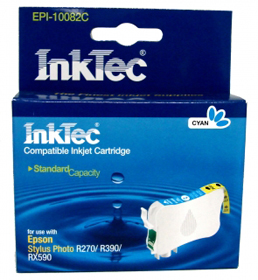 EPI-10082C
InkTec
InkTec
CYAN
Compatible Inkjet Cartridge
Standard Capacity
for use with
Epson
Stylus Photo R270/ R390/
RX590